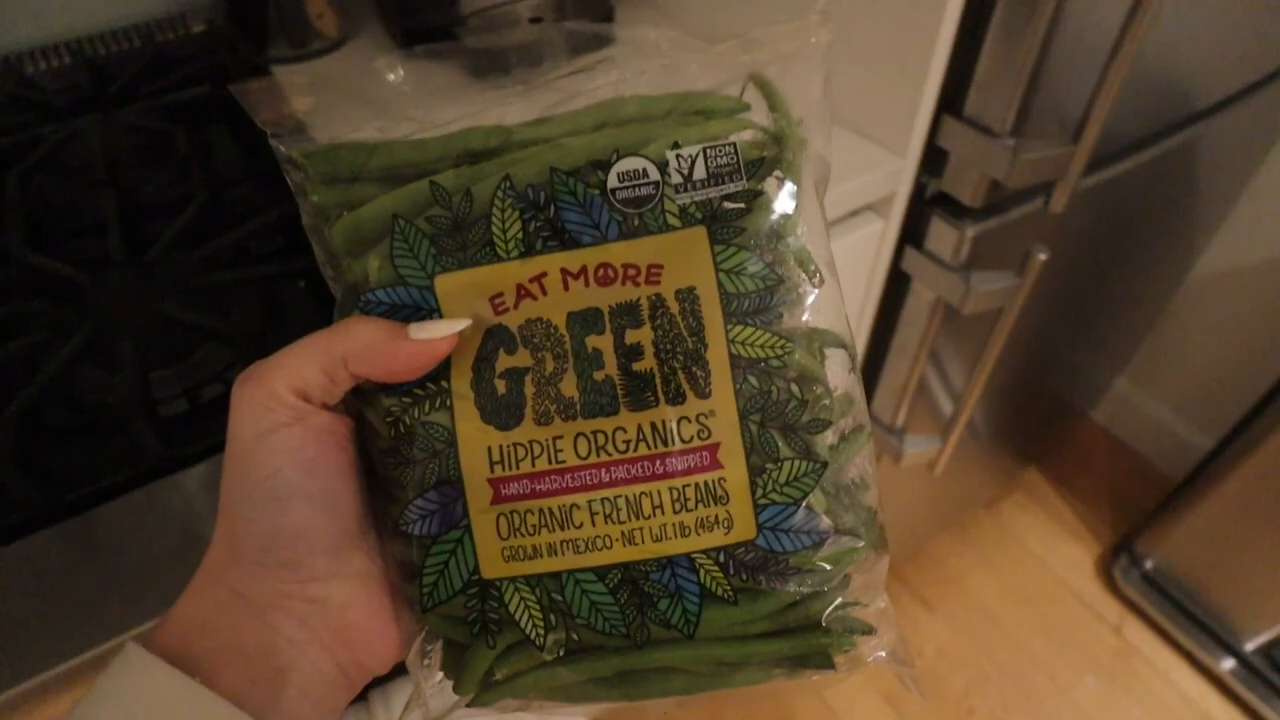 USDA
ORGANIC
NON
GMO
Project
VERIFIED
EAT MORE
GREEN
HiPPiE ORGANiCS®
HAND-HARVESTED & PACKED & SNIPPED
ORGANiC FRENCH BEANS
GROWN iN MEXiCO · NET WT. 1 lb (454g)